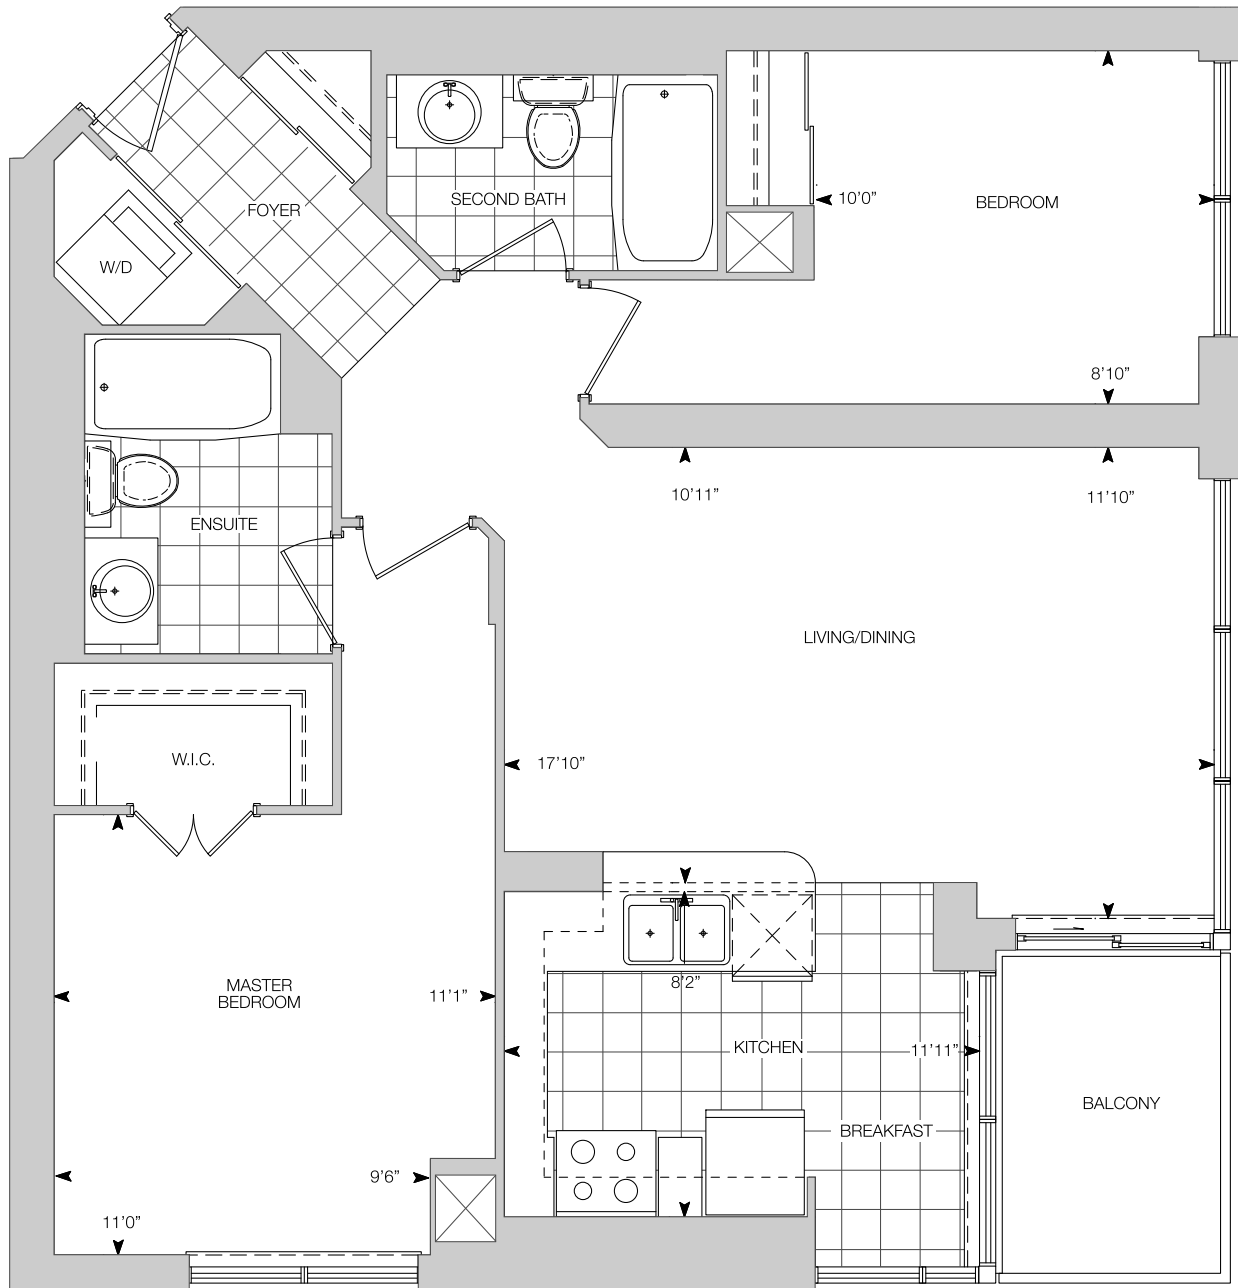 SECOND BATH
10'0”
BEDROOM
FOYER
W/D
8'10”
10'11”
11'10”
ENSUITE
LIVING/DINING
W.I.C.
17'10”
MASTER
BEDROOM
11'1”
8'2”
KITCHEN
11'11”
BALCONY
BREAKFAST
9'6”
11'0”